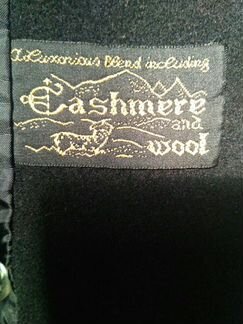 A Luxurious Blend including
Cashmere
and
wool